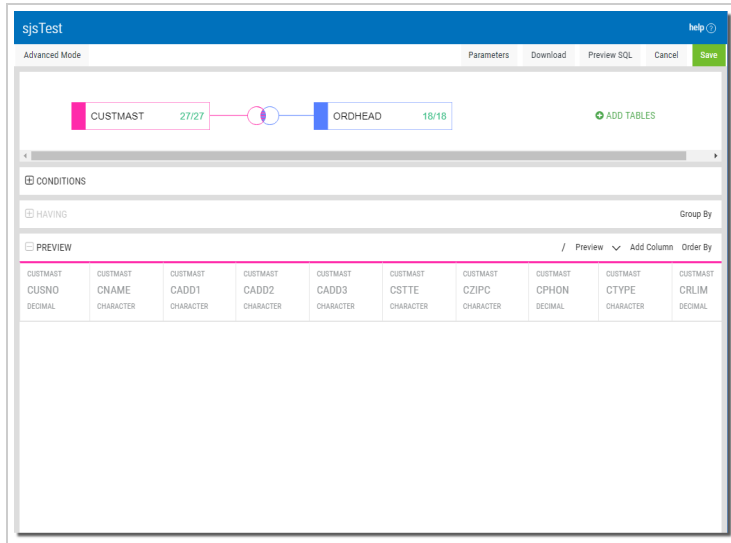 sjsTest help ?
Advanced Mode Parameters Download Preview SQL Cancel Save
CUSTMAST 27/27 ORDHEAD 18/18 ADD TABLES
CONDITIONS
HAVING Group By
PREVIEW / Preview Add Column Order By
CUSTMAST CUSTMAST CUSTMAST CUSTMAST CUSTMAST CUSTMAST CUSTMAST CUSTMAST CUSTMAST CUSTMAST
CUSNO CNAME CADD1 CADD2 CADD3 CSTTE CZIPC CPHON CTYPE CRLIM
DECIMAL CHARACTER CHARACTER CHARACTER CHARACTER CHARACTER CHARACTER DECIMAL CHARACTER DECIMAL